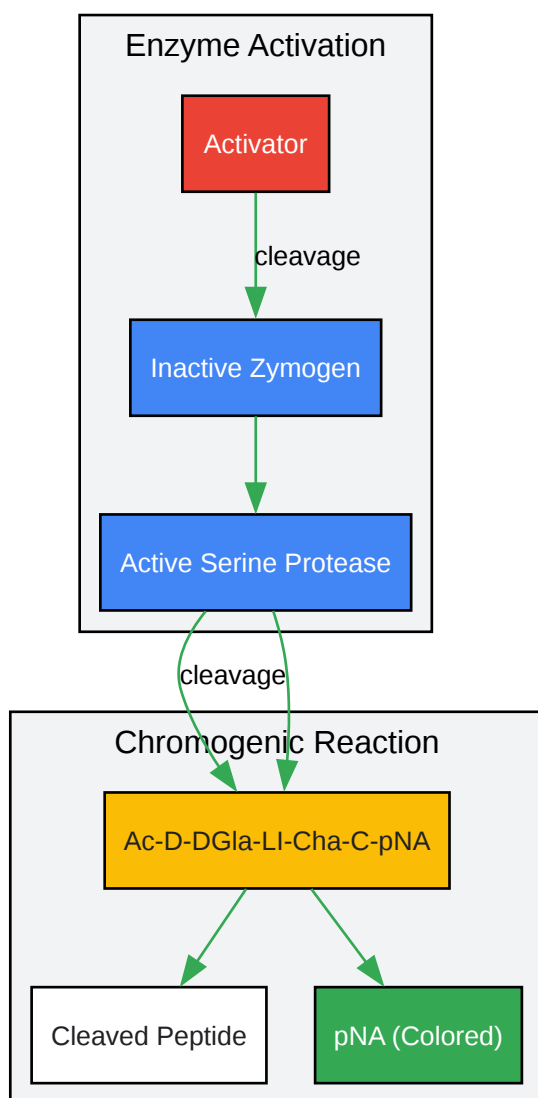 Enzyme Activation
Activator
cleavage
Inactive Zymogen
Active Serine Protease
cleavage
Chromogenic Reaction
Ac-D-DGla-LI-Cha-C-pNA
Cleaved Peptide
pNA (Colored)